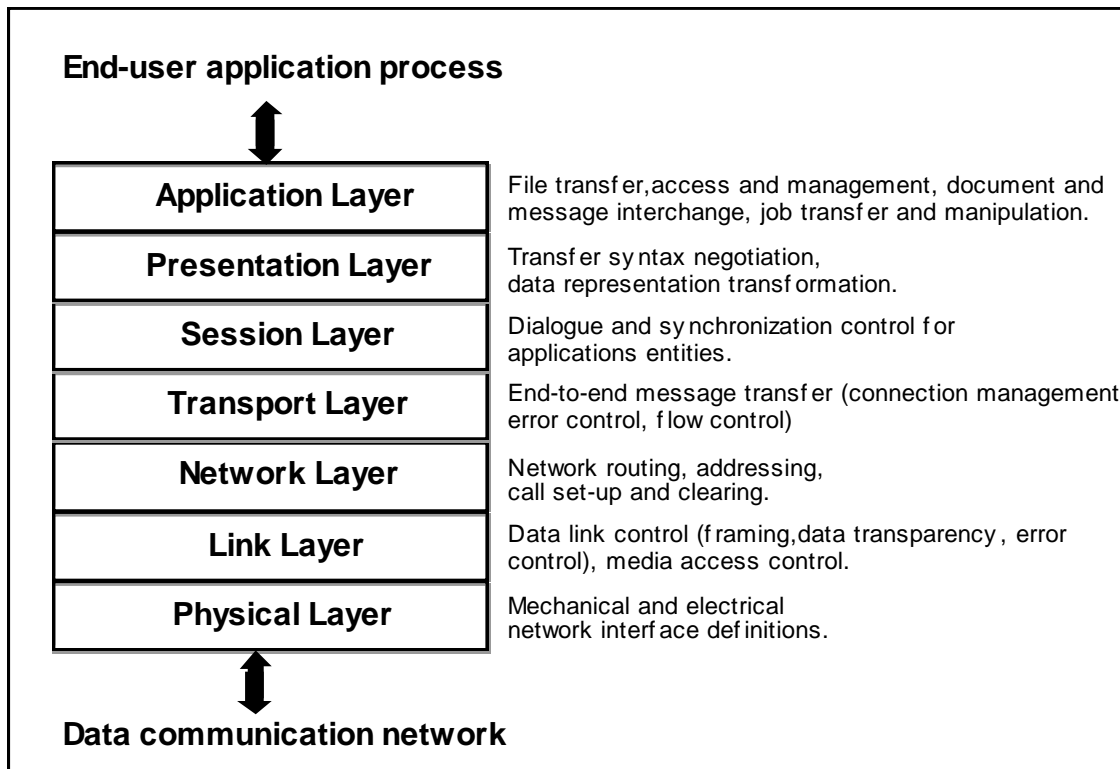 End-user application process
Application Layer
File transfer,access and management, document and
message interchange, job transfer and manipulation.
Presentation Layer
Transfer syntax negotiation,
data representation transformation.
Session Layer
Dialogue and synchronization control for
applications entities.
Transport Layer
End-to-end message transfer (connection management
error control, flow control)
Network Layer
Network routing, addressing,
call set-up and clearing.
Link Layer
Data link control (framing,data transparency, error
control), media access control.
Physical Layer
Mechanical and electrical
network interface definitions.
Data communication network